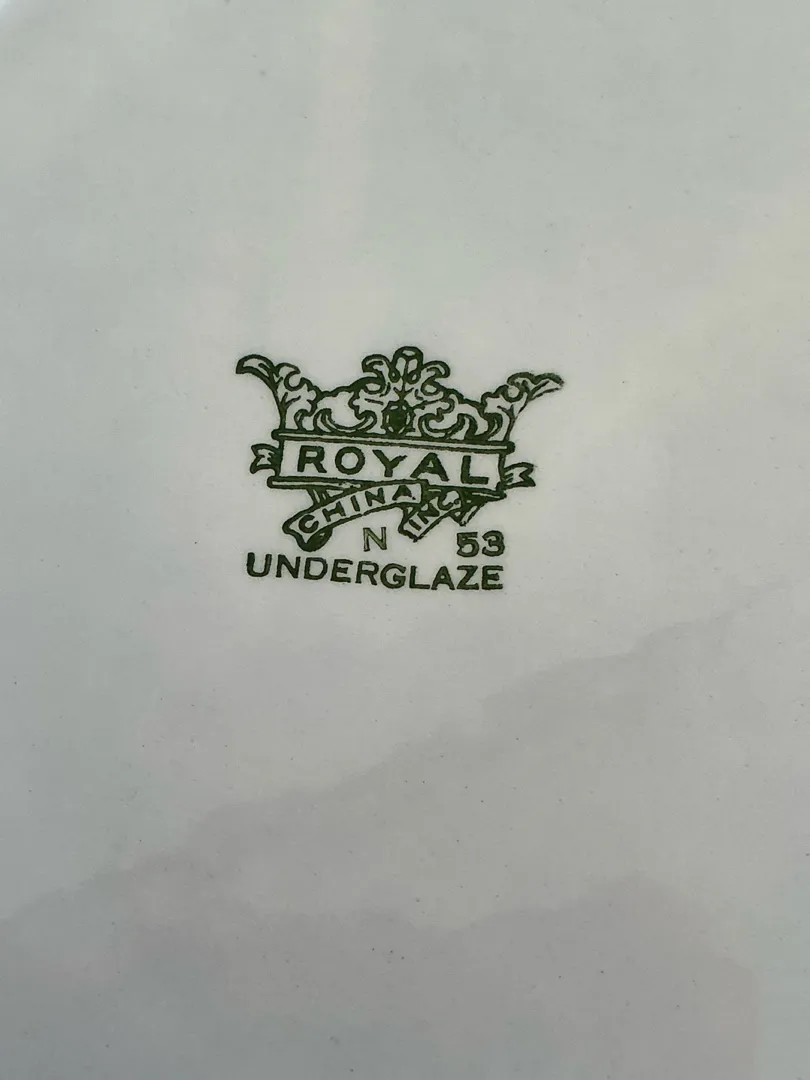 ROYAL
CHINA INC
N 53
UNDERGLAZE